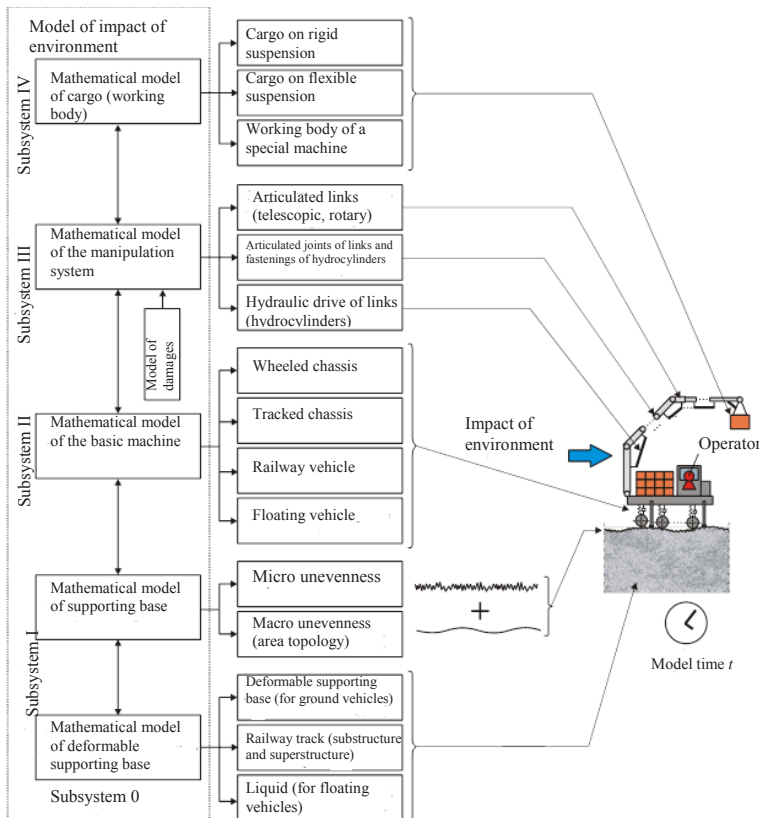 Model of impact of
environment
Subsystem IV
Mathematical model
of cargo (working
body)
Cargo on rigid
suspension
Cargo on flexible
suspension
Working body of a
special machine
Subsystem III
Mathematical model
of the manipulation
system
Articulated links
(telescopic, rotary)
Articulated joints of links and
fastenings of hydrocylinders
Hydraulic drive of links
(hydrocylinders)
Model of
damages
Subsystem II
Mathematical model
of the basic machine
Wheeled chassis
Tracked chassis
Railway vehicle
Floating vehicle
Impact of
environment
Operator
Subsystem I
Mathematical model
of supporting base
Micro unevenness
Macro unevenness
(area topology)
+
Model time t
Mathematical model
of deformable
supporting base
Deformable supporting
base (for ground vehicles)
Railway track (substructure
and superstructure)
Liquid (for floating
vehicles)
Subsystem 0